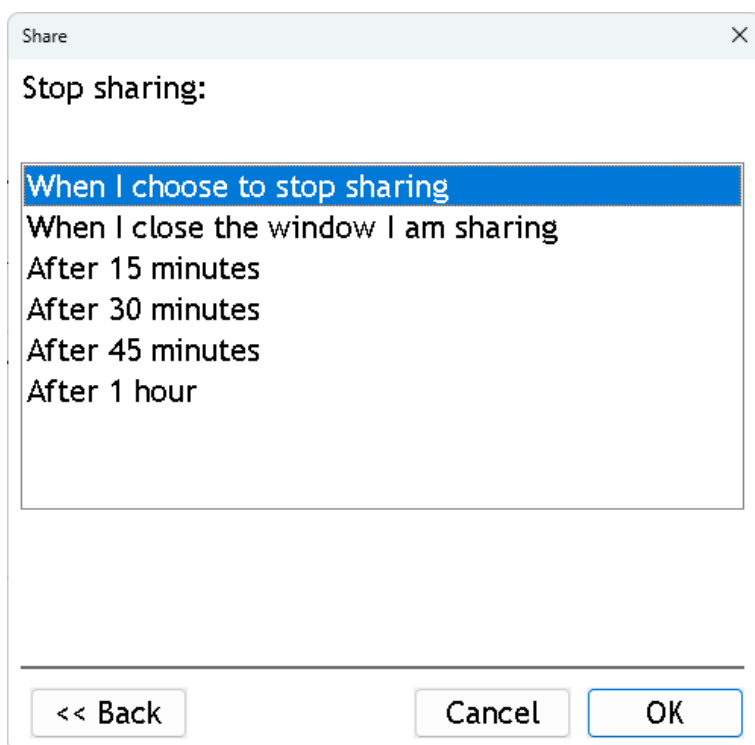 Share
Stop sharing:
When I choose to stop sharing
When I close the window I am sharing
After 15 minutes
After 30 minutes
After 45 minutes
After 1 hour
<< Back
Cancel
OK